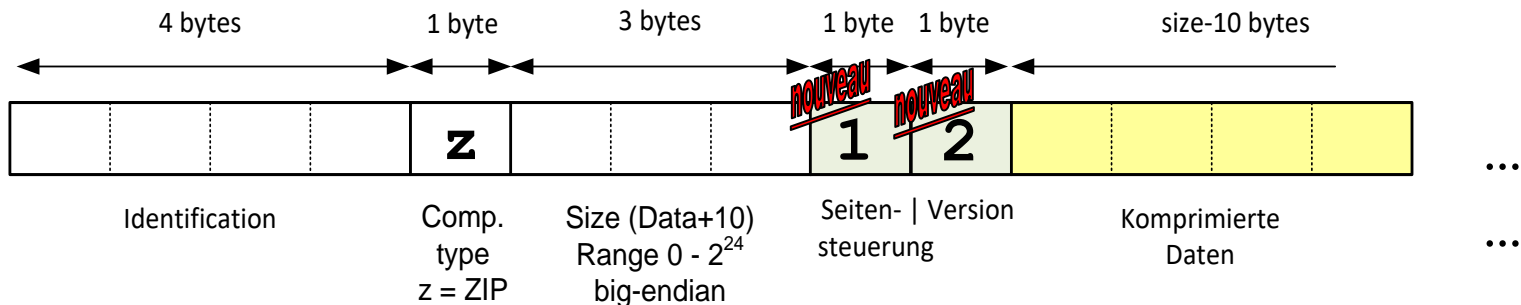 4 bytes 1 byte 3 bytes 1 byte 1 byte size-10 bytes
nouveau nouveau
z 1 2 ...
Identification Comp. Size (Data+10) Seiten- | Version Komprimierte ...
type Range 0 - 2^24 steuerung Daten
z = ZIP big-endian